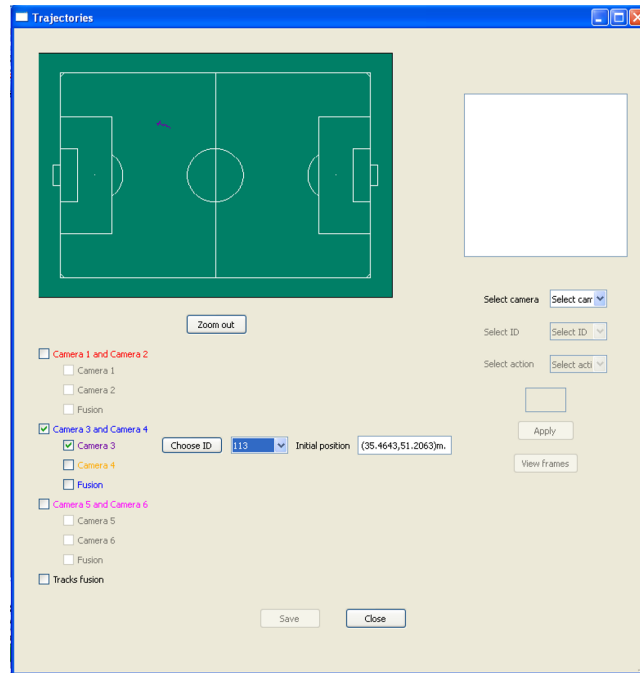 Trajectories
Zoom out
Select camera Select cam
Select ID Select ID
Select action Select acti
Apply
View frames
Camera 1 and Camera 2
Camera 1
Camera 2
Fusion
Camera 3 and Camera 4
Camera 3 Choose ID 113 Initial position (35.4643,51.2063)m.
Camera 4
Fusion
Camera 5 and Camera 6
Camera 5
Camera 6
Fusion
Tracks fusion
Save Close